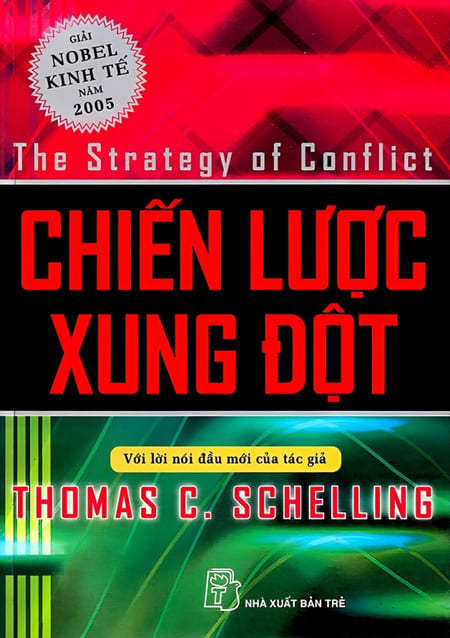 GIẢI
NOBEL
KINH TẾ
NĂM
2005
The Strategy of Conflict
CHIẾN LƯỢC
XUNG ĐỘT
Với lời nói đầu mới của tác giả
THOMAS C. SCHELLING
T
NHÀ XUẤT BẢN TRẺ